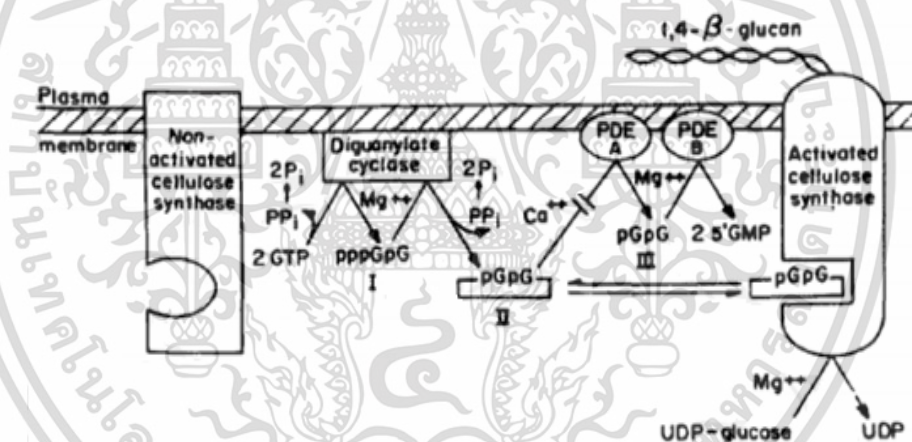 1,4-β-glucan
Plasma
membrane
Non-
activated
cellulose
synthase
Diguanylate
cyclase
2Pi
PPi
2 GTP
Mg++
pppGpG
I
2Pi
PPi
pGpG
II
Ca++
PDE
A
PDE
B
Mg++
pGpG
III
2 5'GMP
Activated
cellulose
synthase
pGpG
Mg++
UDP-glucose
UDP